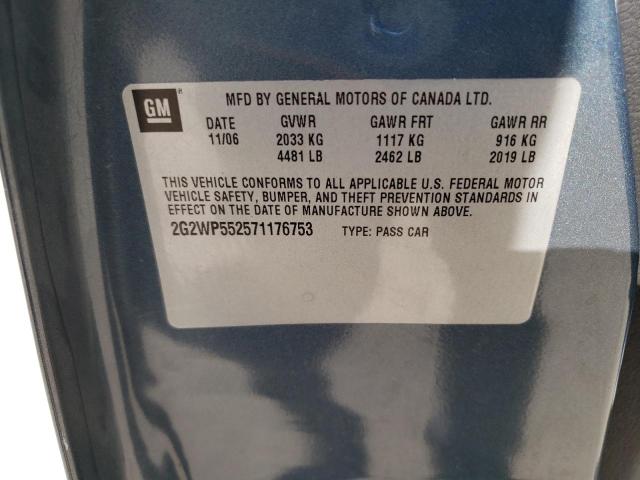 GM
MFD BY GENERAL MOTORS OF CANADA LTD.
DATE GVWR GAWR FRT GAWR RR
11/06 2033 KG 1117 KG 916 KG
4481 LB 2462 LB 2019 LB
THIS VEHICLE CONFORMS TO ALL APPLICABLE U.S. FEDERAL MOTOR
VEHICLE SAFETY, BUMPER, AND THEFT PREVENTION STANDARDS IN
EFFECT ON THE DATE OF MANUFACTURE SHOWN ABOVE.
2G2WP552571176753 TYPE: PASS CAR